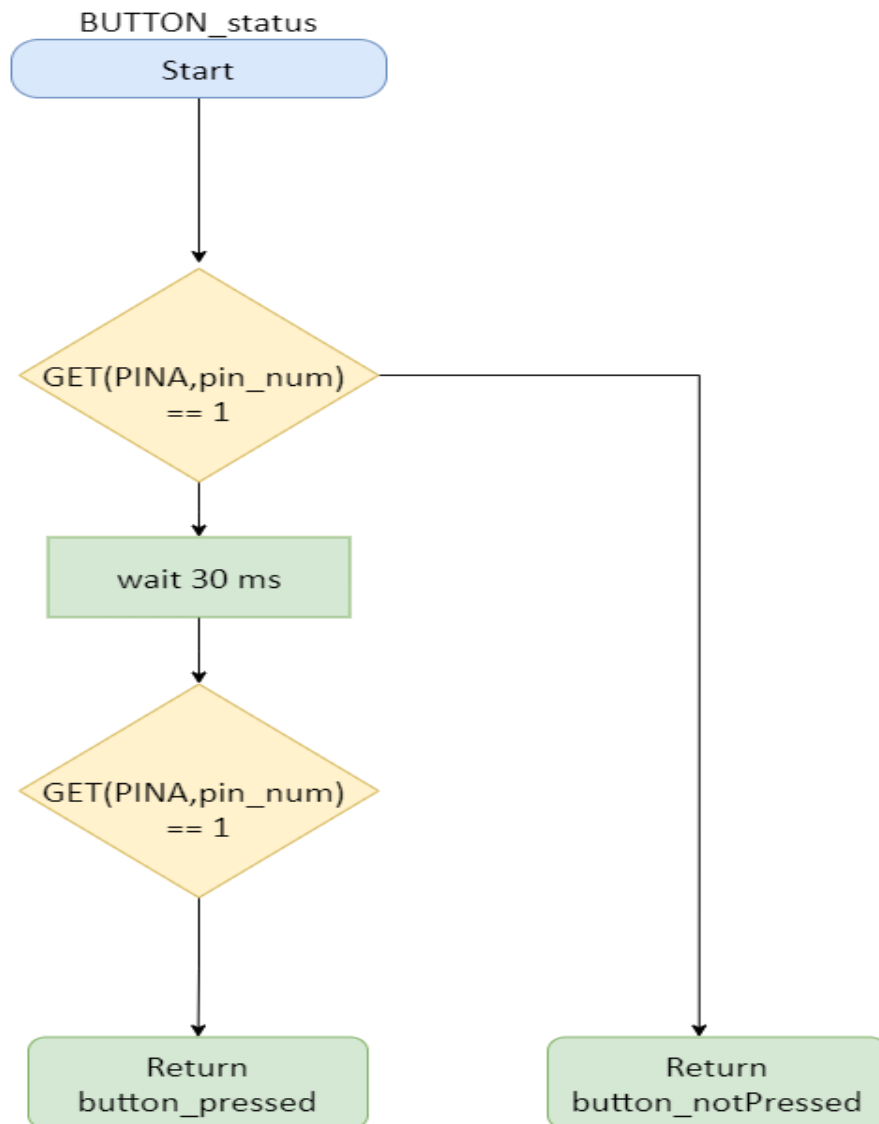 BUTTON_status
Start
GET(PINA,pin_num)
== 1
wait 30 ms
GET(PINA,pin_num)
== 1
Return
button_pressed
Return
button_notPressed